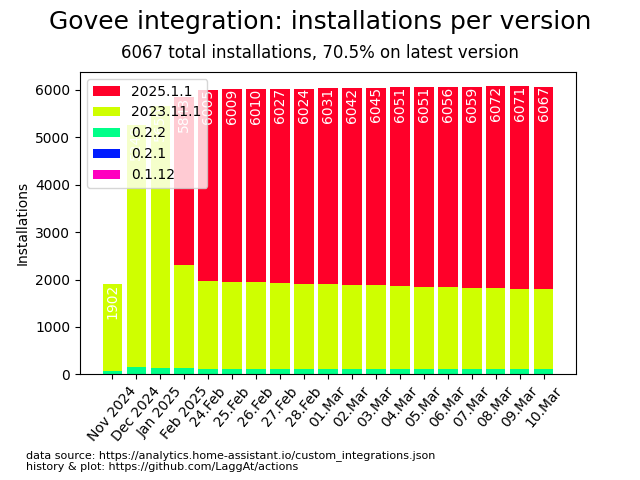 Govee integration: installations per version
6067 total installations, 70.5% on latest version
Installations
6000
5000
4000
3000
2000
1000
0
2025.1.1
2023.11.1
0.2.2
0.2.1
0.1.12
1902
6005
6009
6010
6027
6024
6031
6042
6045
6051
6051
6056
6059
6072
6071
6067
Nov 2024
Dec 2024
Jan 2025
Feb 2025
24.Feb
25.Feb
26.Feb
27.Feb
28.Feb
01.Mar
02.Mar
03.Mar
04.Mar
05.Mar
06.Mar
07.Mar
08.Mar
09.Mar
10.Mar
data source: https://analytics.home-assistant.io/custom_integrations.json
history & plot: https://github.com/LaggAt/actions